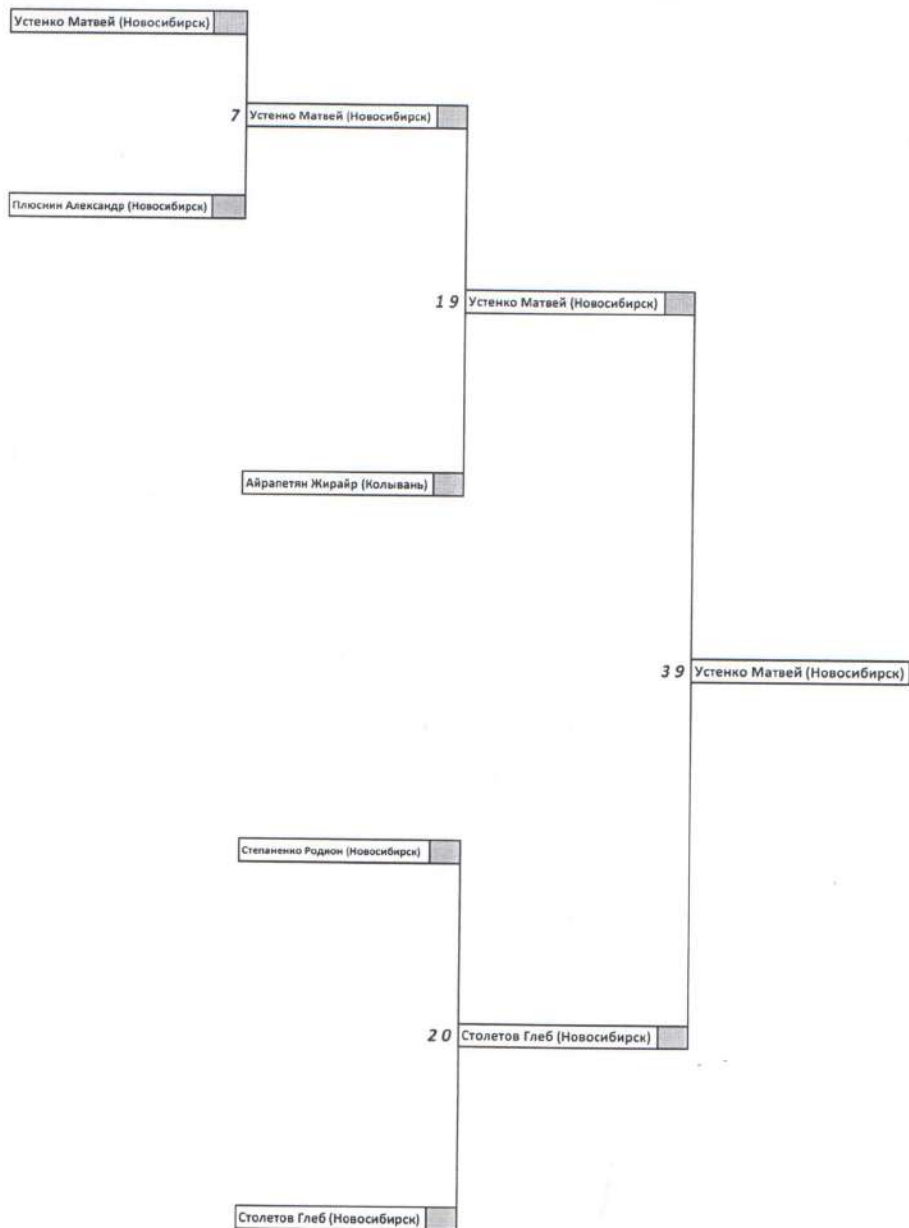 Устенко Матвей (Новосибирск)
7 Устенко Матвей (Новосибирск)
Плюснин Александр (Новосибирск)
19 Устенко Матвей (Новосибирск)
Айрапетян Жирайр (Колывань)
39 Устенко Матвей (Новосибирск)
Степаненко Родион (Новосибирск)
20 Столетов Глеб (Новосибирск)
Столетов Глеб (Новосибирск)